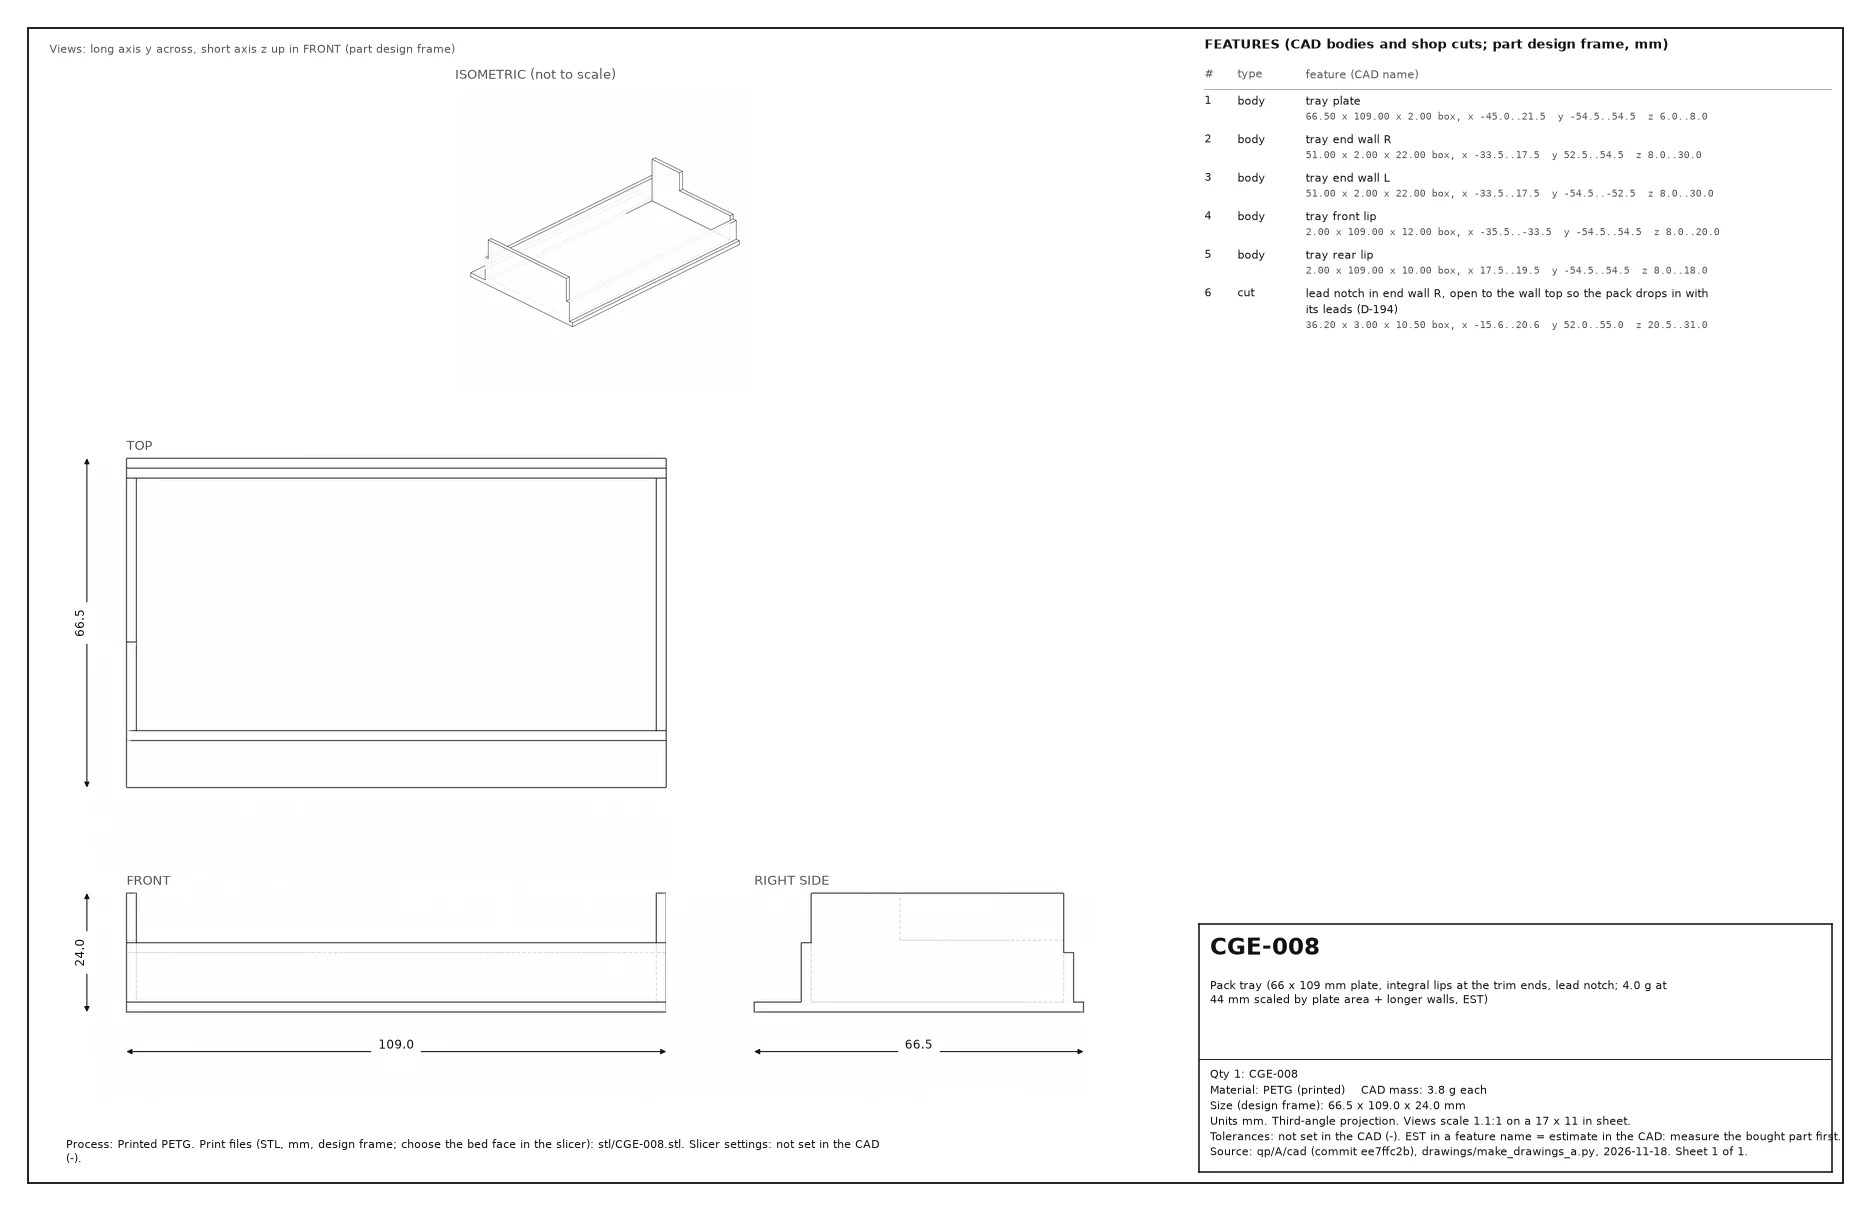 Views: long axis y across, short axis z up in FRONT (part design frame)
ISOMETRIC (not to scale)
TOP
66.5
FRONT
24.0
109.0
RIGHT SIDE
66.5
Process: Printed PETG. Print files (STL, mm, design frame; choose the bed face in the slicer): stl/CGE-008.stl. Slicer settings: not set in the CAD
(-).
FEATURES (CAD bodies and shop cuts; part design frame, mm)
# type feature (CAD name)
1 body tray plate
66.50 x 109.00 x 2.00 box, x -45.0..21.5 y -54.5..54.5 z 6.0..8.0
2 body tray end wall R
51.00 x 2.00 x 22.00 box, x -33.5..17.5 y 52.5..54.5 z 8.0..30.0
3 body tray end wall L
51.00 x 2.00 x 22.00 box, x -33.5..17.5 y -54.5..-52.5 z 8.0..30.0
4 body tray front lip
2.00 x 109.00 x 12.00 box, x -35.5..-33.5 y -54.5..54.5 z 8.0..20.0
5 body tray rear lip
2.00 x 109.00 x 10.00 box, x 17.5..19.5 y -54.5..54.5 z 8.0..18.0
6 cut lead notch in end wall R, open to the wall top so the pack drops in with
its leads (D-194)
36.20 x 3.00 x 10.50 box, x -15.6..20.6 y 52.0..55.0 z 20.5..31.0
CGE-008
Pack tray (66 x 109 mm plate, integral lips at the trim ends, lead notch; 4.0 g at
44 mm scaled by plate area + longer walls, EST)
Qty 1: CGE-008
Material: PETG (printed) CAD mass: 3.8 g each
Size (design frame): 66.5 x 109.0 x 24.0 mm
Units mm. Third-angle projection. Views scale 1.1:1 on a 17 x 11 in sheet.
Tolerances: not set in the CAD (-). EST in a feature name = estimate in the CAD: measure the bought part first.
Source: qp/A/cad (commit ee7ffc2b), drawings/make_drawings_a.py, 2026-11-18. Sheet 1 of 1.